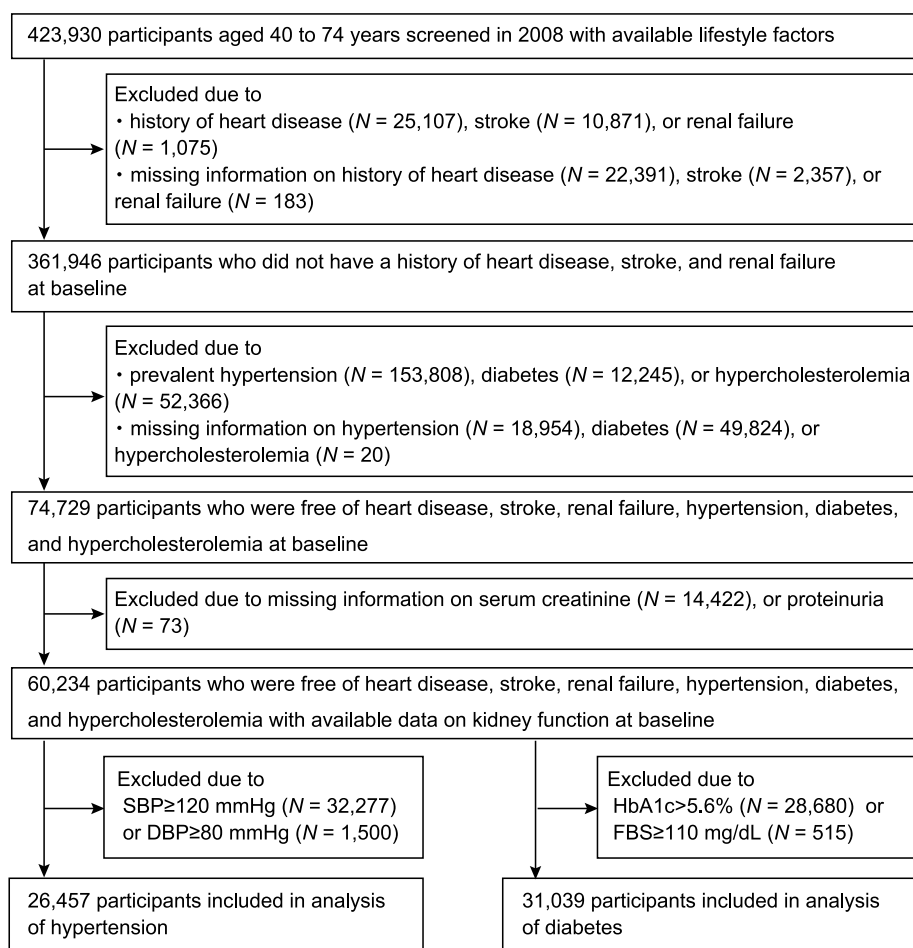 423,930 participants aged 40 to 74 years screened in 2008 with available lifestyle factors
Excluded due to
・history of heart disease (N = 25,107), stroke (N = 10,871), or renal failure
(N = 1,075)
・missing information on history of heart disease (N = 22,391), stroke (N = 2,357), or
renal failure (N = 183)
361,946 participants who did not have a history of heart disease, stroke, and renal failure
at baseline
Excluded due to
・prevalent hypertension (N = 153,808), diabetes (N = 12,245), or hypercholesterolemia
(N = 52,366)
・missing information on hypertension (N = 18,954), diabetes (N = 49,824), or
hypercholesterolemia (N = 20)
74,729 participants who were free of heart disease, stroke, renal failure, hypertension, diabetes,
and hypercholesterolemia at baseline
Excluded due to missing information on serum creatinine (N = 14,422), or proteinuria
(N = 73)
60,234 participants who were free of heart disease, stroke, renal failure, hypertension, diabetes,
and hypercholesterolemia with available data on kidney function at baseline
Excluded due to
SBP≥120 mmHg (N = 32,277)
or DBP≥80 mmHg (N = 1,500)
Excluded due to
HbA1c>5.6% (N = 28,680) or
FBS≥110 mg/dL (N = 515)
26,457 participants included in analysis
of hypertension
31,039 participants included in analysis
of diabetes